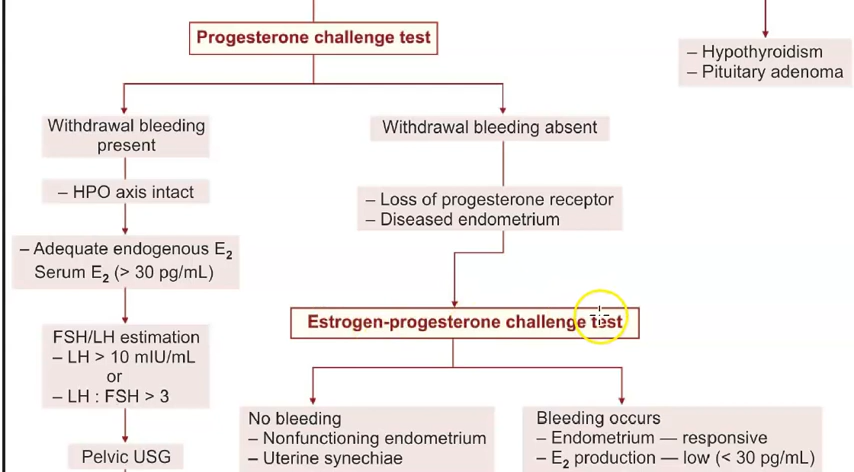 Progesterone challenge test
– Hypothyroidism
– Pituitary adenoma
Withdrawal bleeding
present
Withdrawal bleeding absent
– HPO axis intact
– Loss of progesterone receptor
– Diseased endometrium
– Adequate endogenous E₂
Serum E₂ (> 30 pg/mL)
Estrogen-progesterone challenge test
FSH/LH estimation
– LH > 10 mIU/mL
or
– LH : FSH > 3
No bleeding
– Nonfunctioning endometrium
– Uterine synechiae
Bleeding occurs
– Endometrium — responsive
– E₂ production — low (< 30 pg/mL)
Pelvic USG